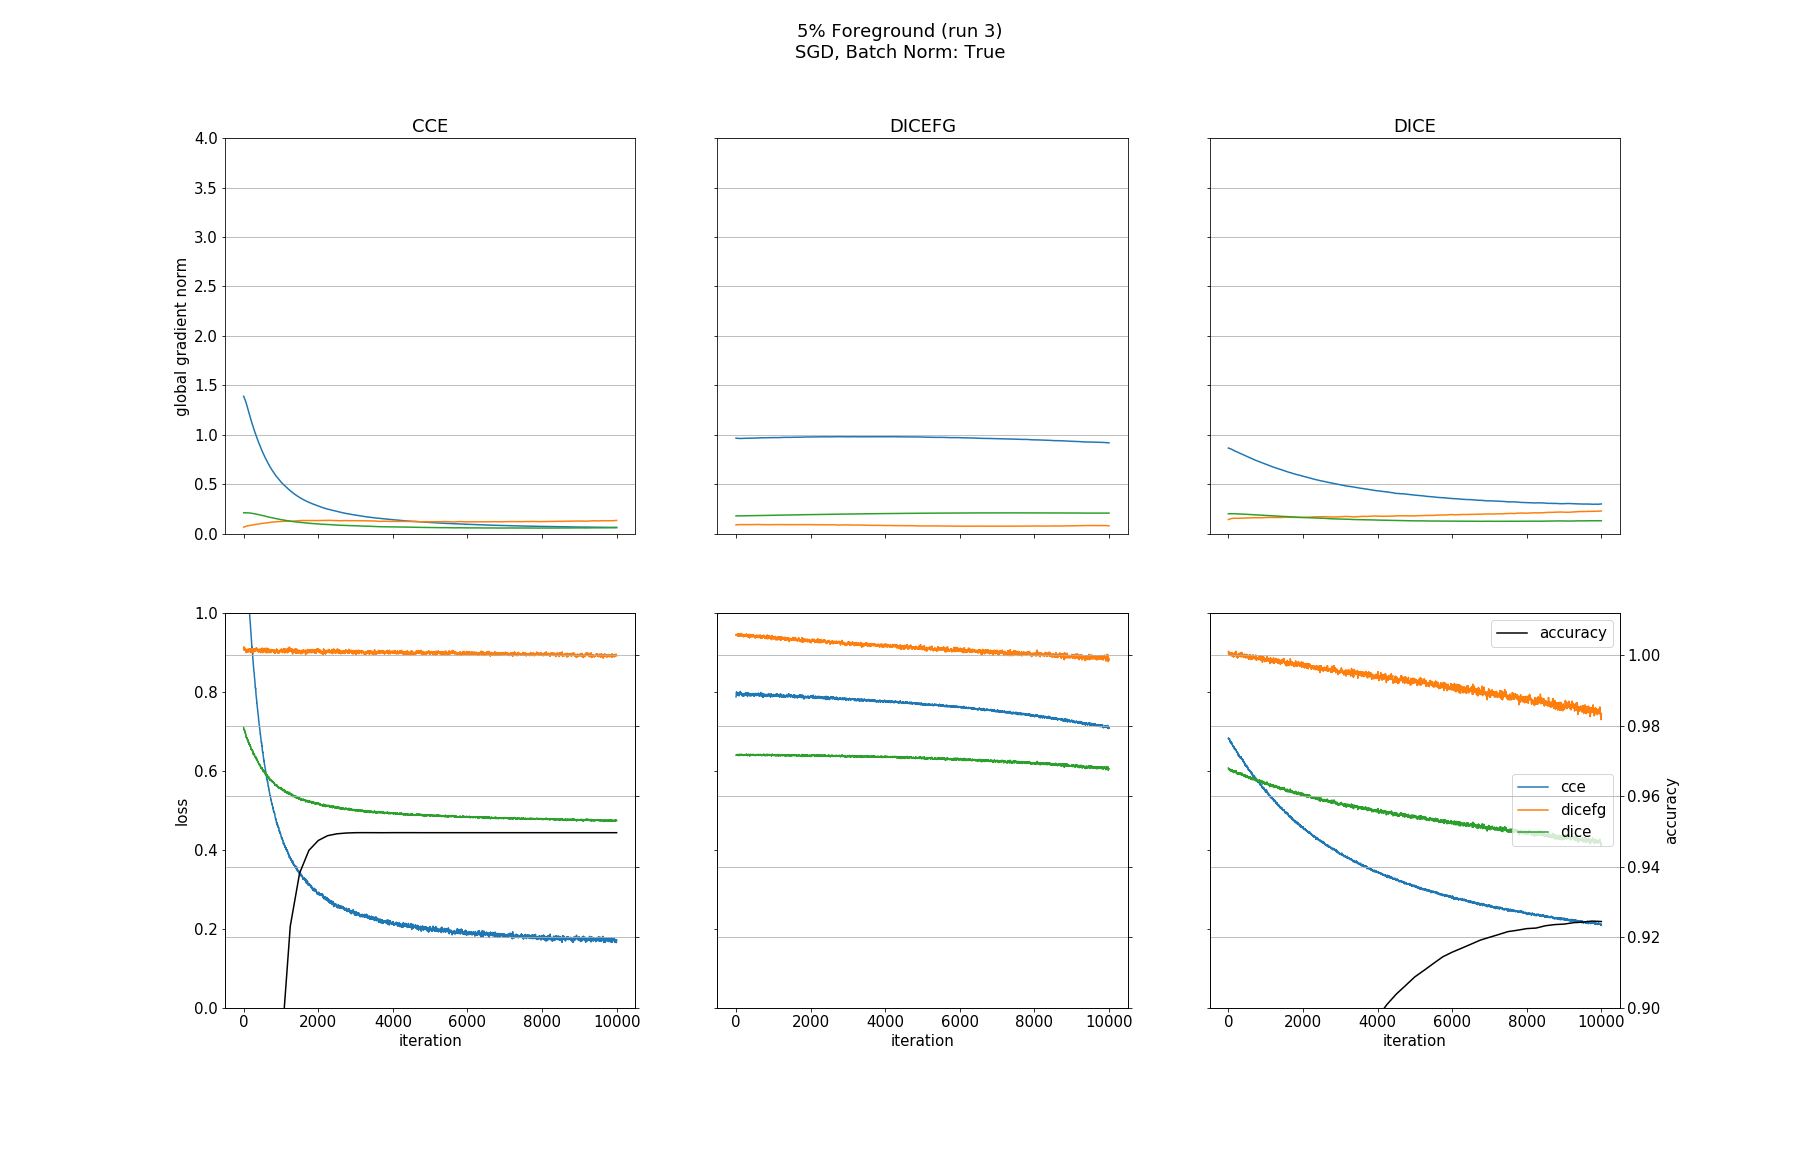 5% Foreground (run 3)
SGD, Batch Norm: True
CCE
DICEFG
DICE
4.0
3.5
3.0
2.5
2.0
1.5
1.0
0.5
0.0
global gradient norm
1.0
0.8
0.6
0.4
0.2
0.0
loss
0 2000 4000 6000 8000 10000
iteration
0 2000 4000 6000 8000 10000
iteration
accuracy
cce
dicefg
dice
1.00
0.98
0.96
0.94
0.92
0.90
accuracy
0 2000 4000 6000 8000 10000
iteration